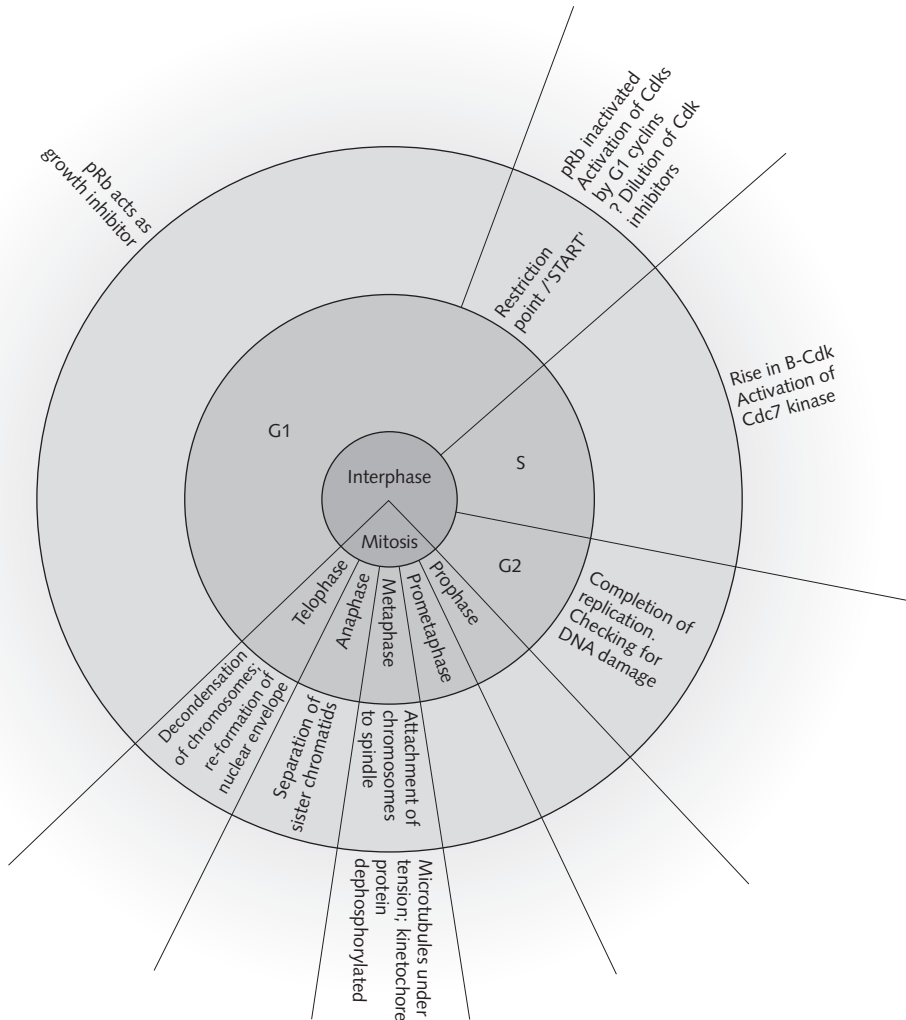 pRb acts as
growth inhibitor
pRb inactivated
Activation of Cdks
by G1 cyclins
? Dilution of Cdk
inhibitors
Restriction
point /'START'
Rise in B-Cdk
Activation of
Cdc7 kinase
G1
S
Interphase
Mitosis
G2
Telophase
Anaphase
Metaphase
Prometaphase
Prophase
Completion of
replication.
Checking for
DNA damage
Decondensation
of chromosomes;
re-formation of
nuclear envelope
Separation of
sister chromatids
Attachment of
chromosomes
to spindle
Microtubules under
tension; kinetochore
protein
dephosphorylated